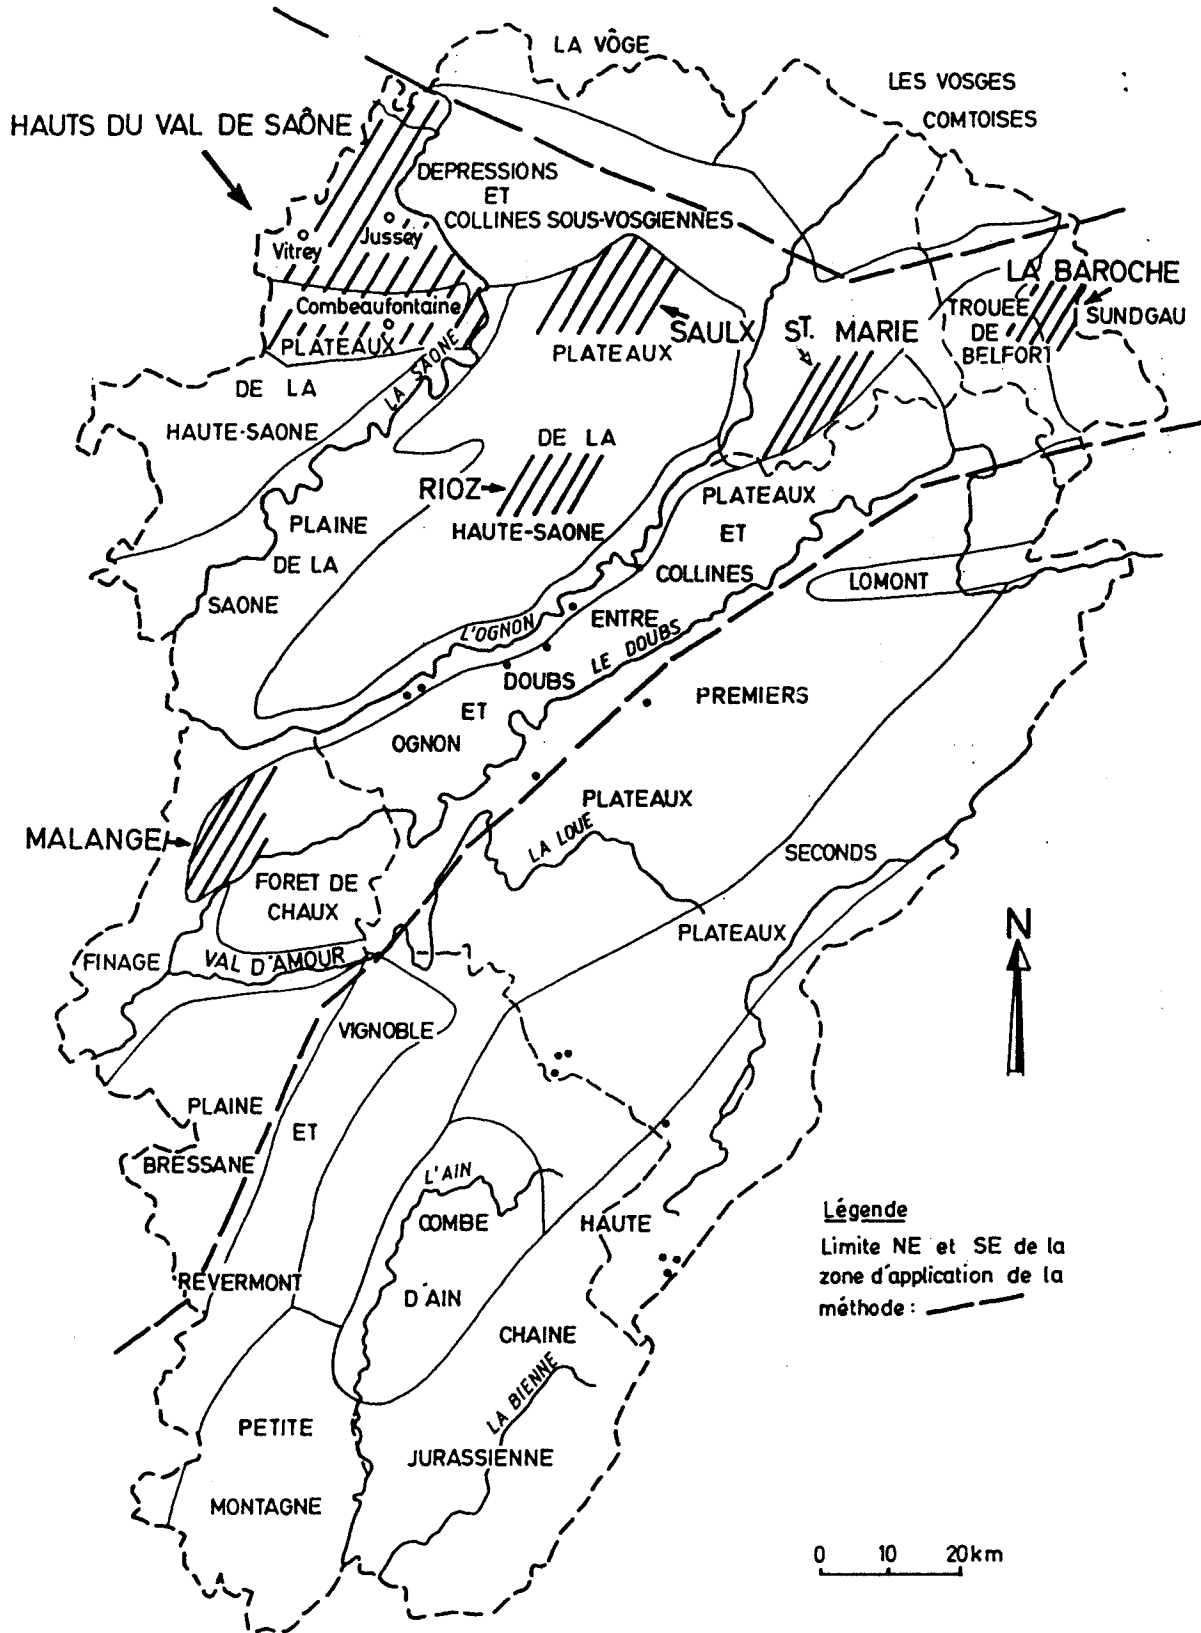 LA VÔGE
LES VOSGES
COMTOISES
HAUTS DU VAL DE SAÔNE
DEPRESSIONS
ET
COLLINES SOUS-VOSGIENNES
Vitrey
Jussey
Combeaufontaine
PLATEAUX
DE LA
HAUTE-SAONE
LA SAÔNE
SAULX
PLATEAUX
ST. MARIE
LA BAROCHE
TROUEE
DE
BELFORT
SUNDGAU
DE LA
RIOZ
HAUTE-SAONE
PLATEAUX
ET
COLLINES
ENTRE
DOUBS
ET
OGNON
PLAINE
DE LA
SAONE
L'OGNON
LE DOUBS
LOMONT
PREMIERS
PLATEAUX
LA LOUE
SECONDS
PLATEAUX
MALANGE
FORET DE
CHAUX
FINAGE
VAL D'AMOUR
N
VIGNOBLE
ET
REVERMONT
PLAINE
BRESSANE
L'AIN
COMBE
D'AIN
HAUTE
CHAINE
JURASSIENNE
LA BIENNE
PETITE
MONTAGNE
Légende
Limite NE et SE de la
zone d'application de la
méthode :
0 10 20km